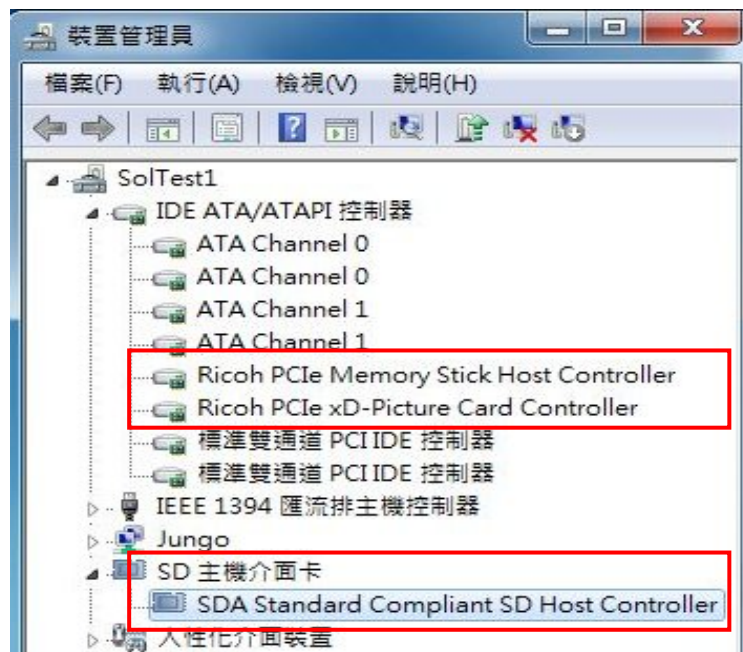 裝置管理員
檔案(F) 執行(A) 檢視(V) 說明(H)
SolTest1
IDE ATA/ATAPI 控制器
ATA Channel 0
ATA Channel 0
ATA Channel 1
ATA Channel 1
Ricoh PCIe Memory Stick Host Controller
Ricoh PCIe xD-Picture Card Controller
標準雙通道 PCI IDE 控制器
標準雙通道 PCI IDE 控制器
IEEE 1394 匯流排主機控制器
Jungo
SD 主機介面卡
SDA Standard Compliant SD Host Controller
人性化介面裝置